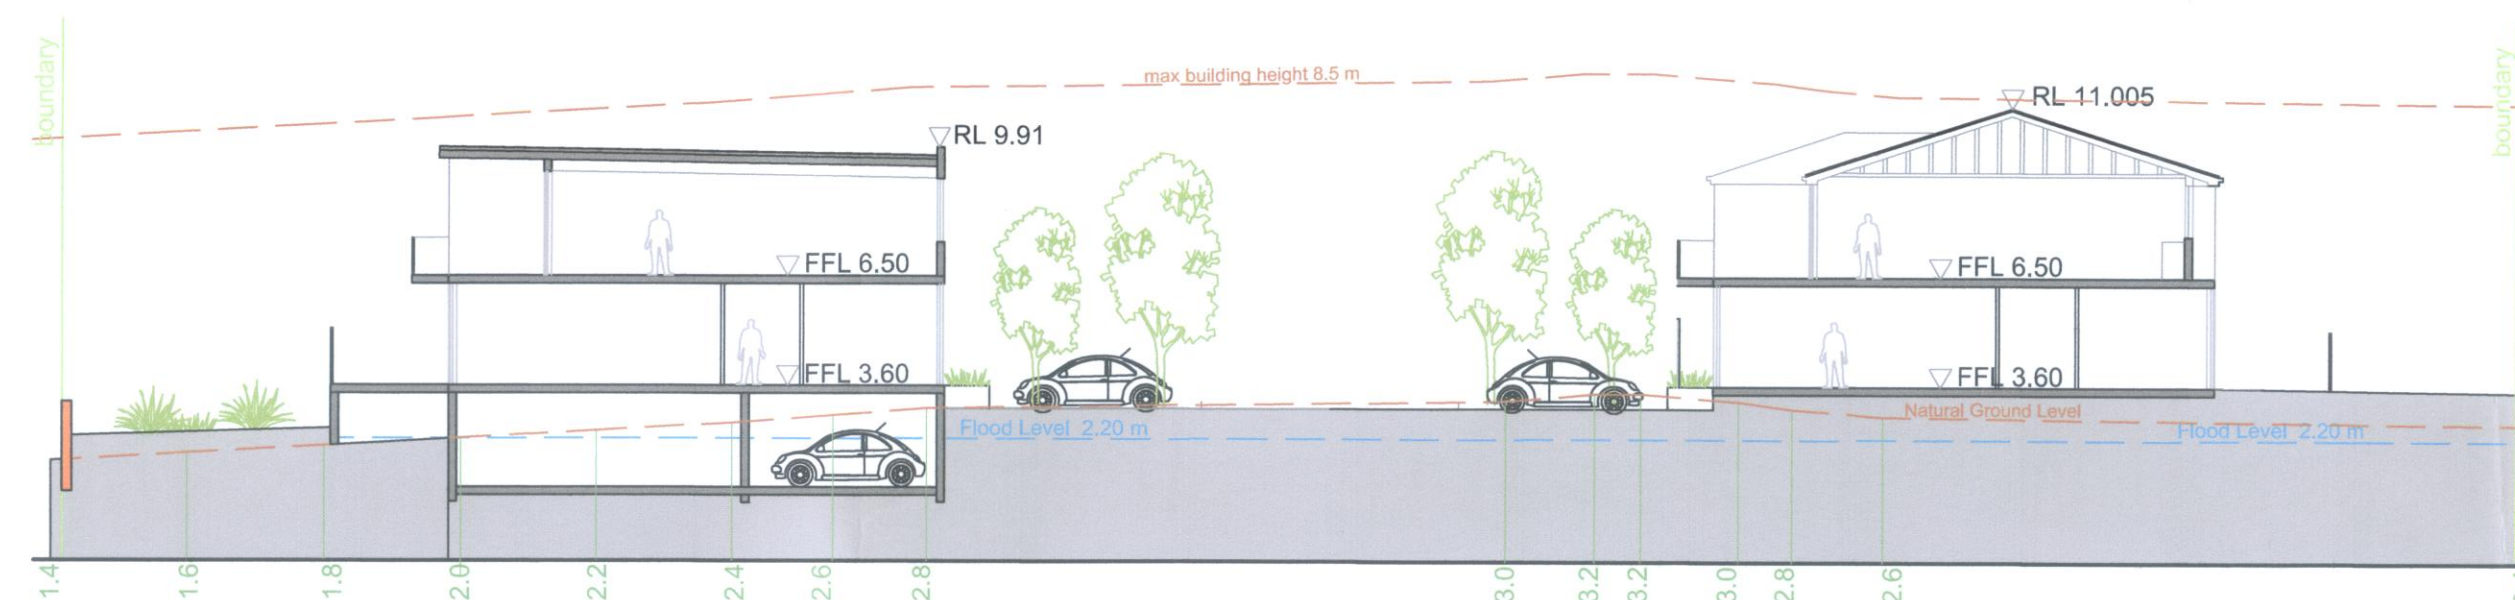 boundary
max building height 8.5 m
boundary
RL 11.005
RL 9.91
FFL 6.50
FFL 6.50
FFL 3.60
FFL 3.60
Natural Ground Level
Flood Level 2.20 m
Flood Level 2.20 m
1.4
1.6
1.8
2.0
2.2
2.4
2.6
2.8
3.0
3.2
3.2
3.0
2.8
2.6